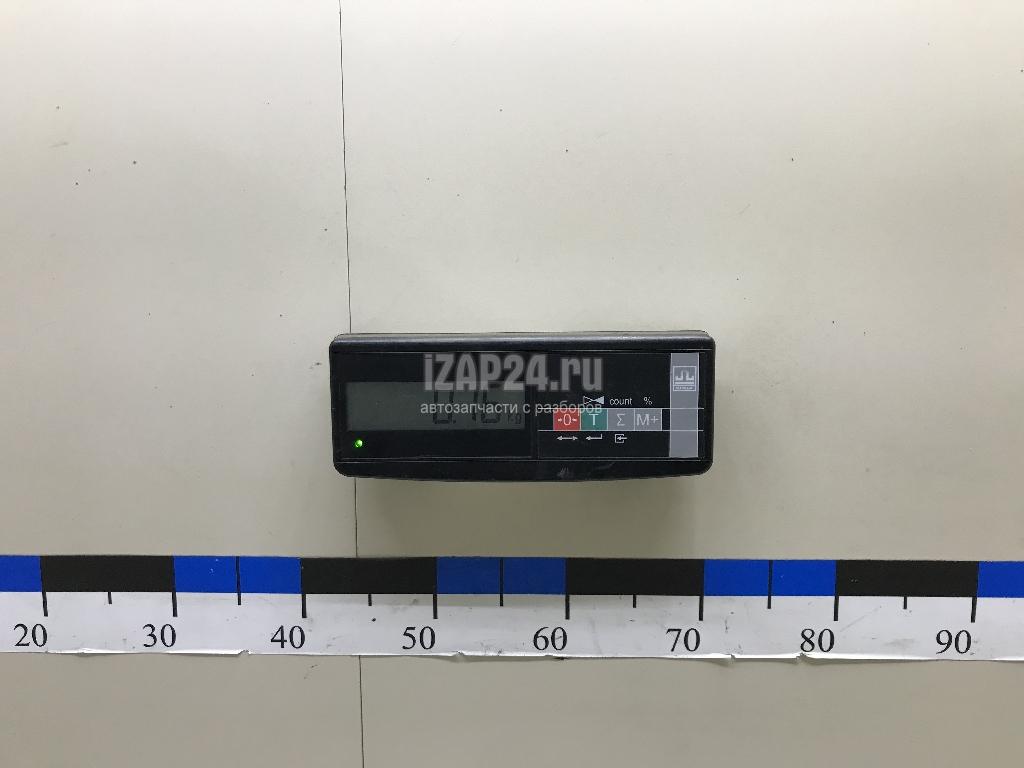 iZAP24.ru
автозапчасти с разборов
count %
-0- T Σ M+
20 30 40 50 60 70 80 90